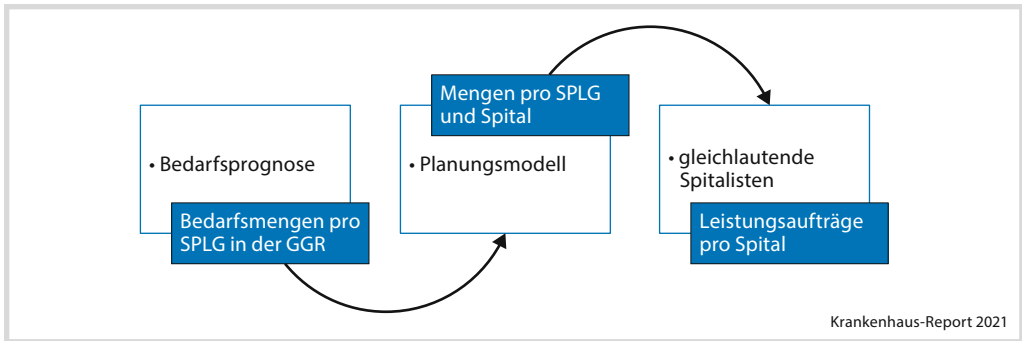 • Bedarfsprognose
Bedarfsmengen pro
SPLG in der GGR
Mengen pro SPLG
und Spital
• Planungsmodell
• gleichlautende
Spitalisten
Leistungsaufträge
pro Spital
Krankenhaus-Report 2021